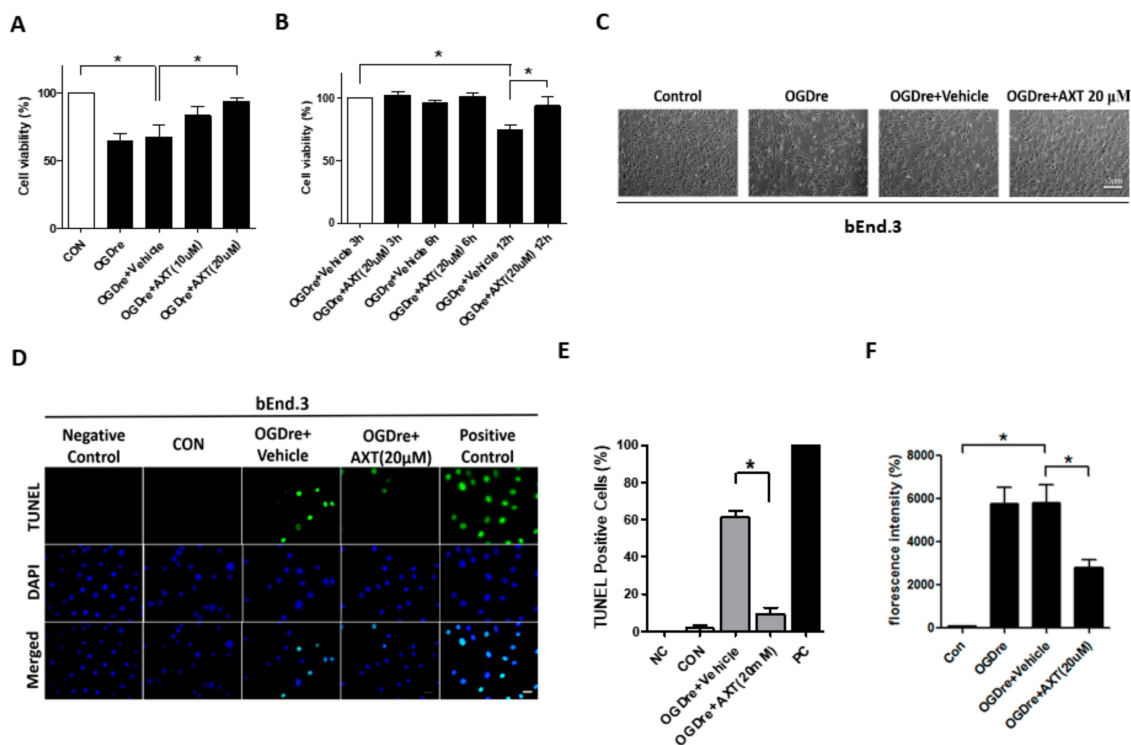 A
*
*
Cell viability (%)
100
50
0
CON
OGDre
OGDre+Vehicle
OGDre+AXT(10uM)
OGDre+AXT(20uM)
B
*
*
Cell viability (%)
150
100
50
0
OGDre+Vehicle 3h
OGDre+AXT(20uM) 3h
OGDre+Vehicle 6h
OGDre+AXT(20uM) 6h
OGDre+Vehicle 12h
OGDre+AXT(20uM) 12h
C
Control
OGDre
OGDre+Vehicle
OGDre+AXT 20 μM
bEnd.3
D
bEnd.3
Negative
Control
CON
OGDre+
Vehicle
OGDre+
AXT(20μM)
Positive
Control
TUNEL
DAPI
Merged
E
*
TUNEL Positive Cells (%)
100
80
60
40
20
0
NC
CON
OGDre+Vehicle
OGDre+AXT(20mM)
PC
F
*
*
florescence intensity (%)
8000
6000
4000
2000
0
Con
OGDre
OGDre+Vehicle
OGDre+AXT(20uM)